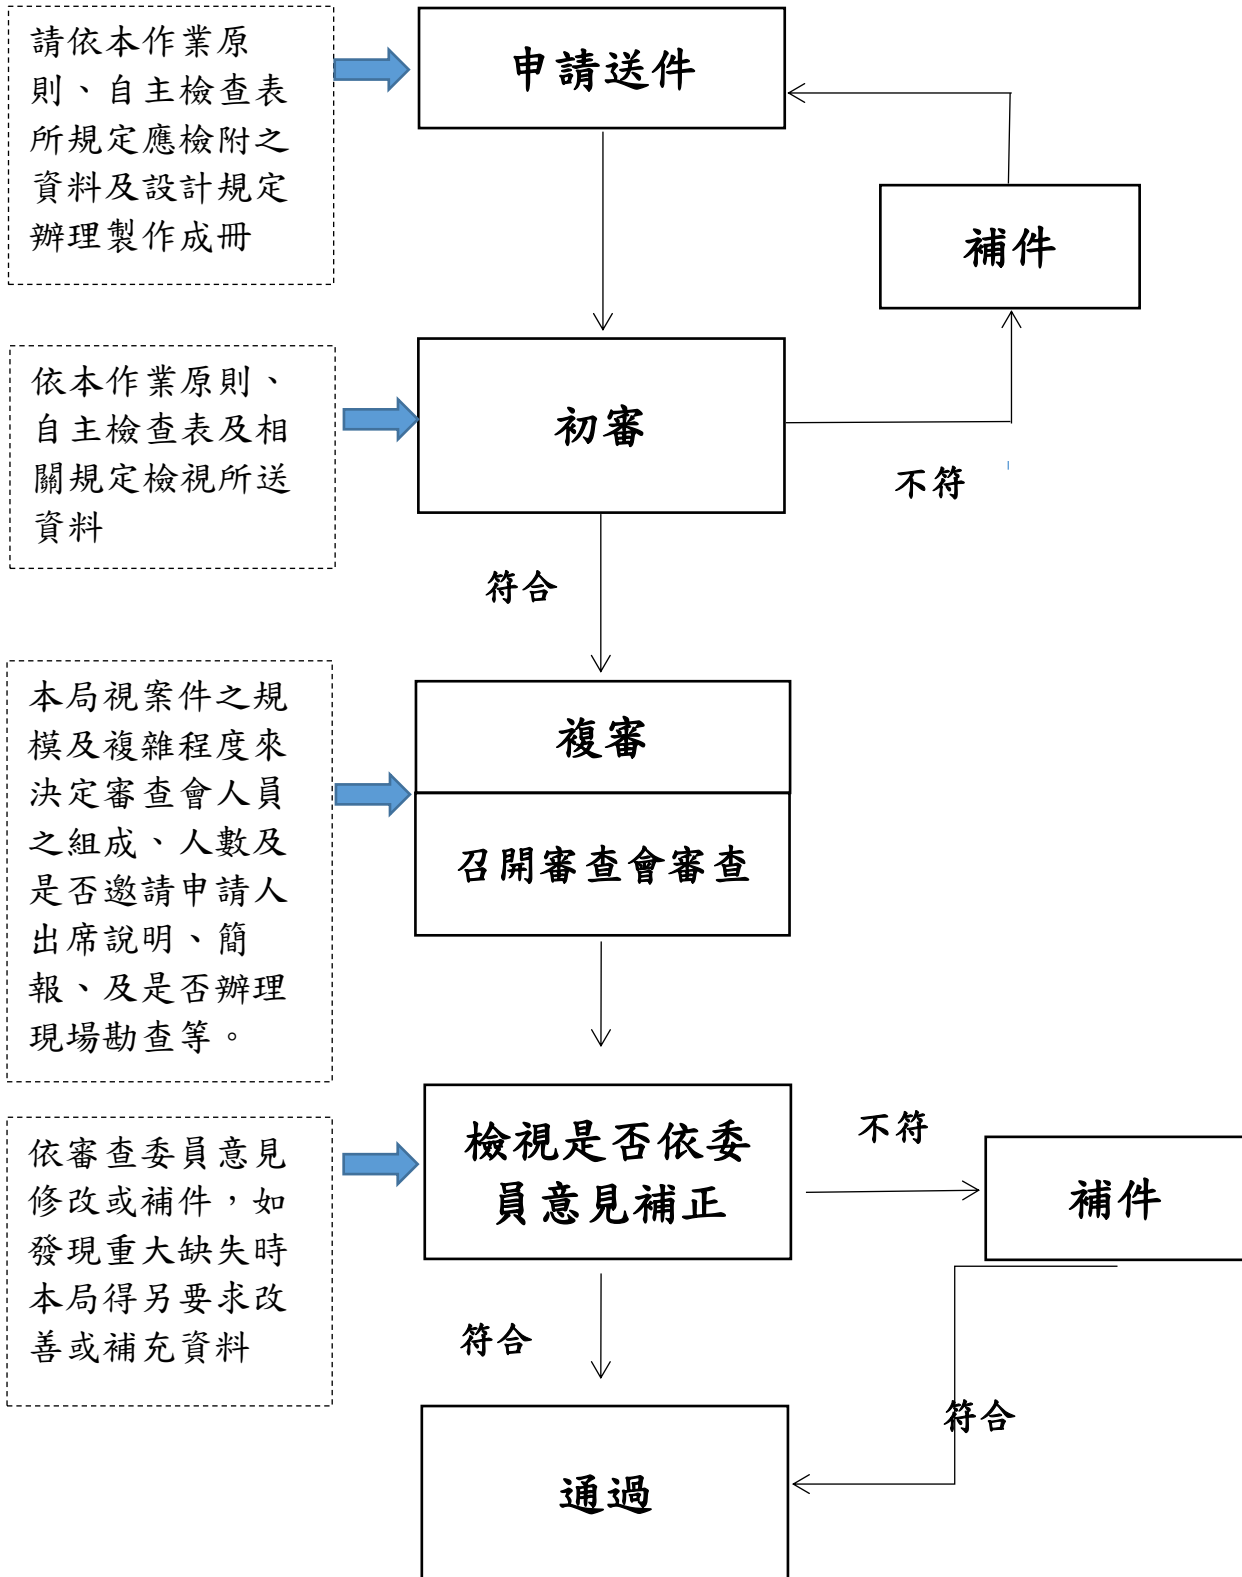 請依本作業原
則、自主檢查表
所規定應檢附之
資料及設計規定
辦理製作成冊
申請送件
補件
依本作業原則、
自主檢查表及相
關規定檢視所送
資料
初審
不符
符合
本局視案件之規
模及複雜程度來
決定審查會人員
之組成、人數及
是否邀請申請人
出席說明、簡
報、及是否辦理
現場勘查等。
複審
召開審查會審查
依審查委員意見
修改或補件，如
發現重大缺失時
本局得另要求改
善或補充資料
檢視是否依委
員意見補正
不符
補件
符合
符合
通過